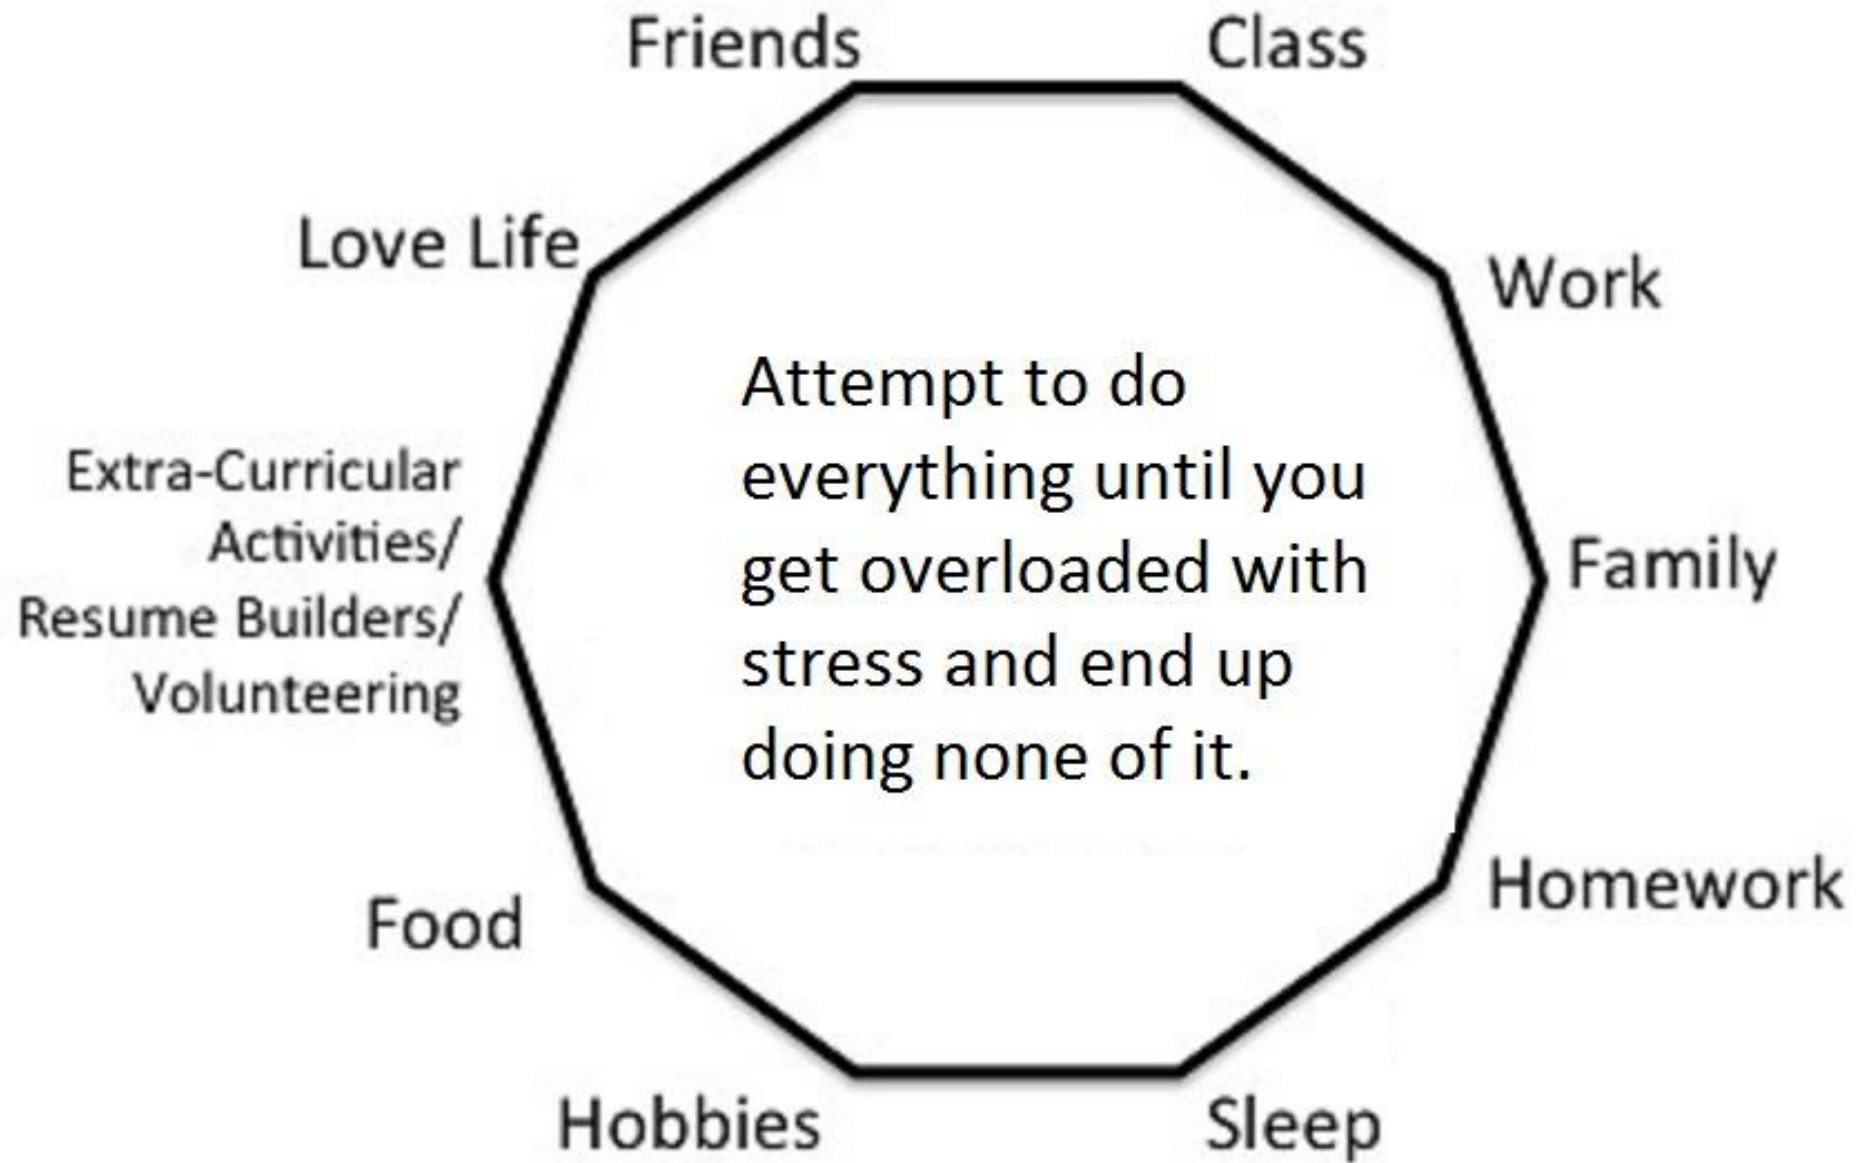 Friends
Class
Love Life
Work
Attempt to do
everything until you
get overloaded with
stress and end up
doing none of it.
Extra-Curricular
Activities/
Resume Builders/
Volunteering
Family
Food
Homework
Hobbies
Sleep